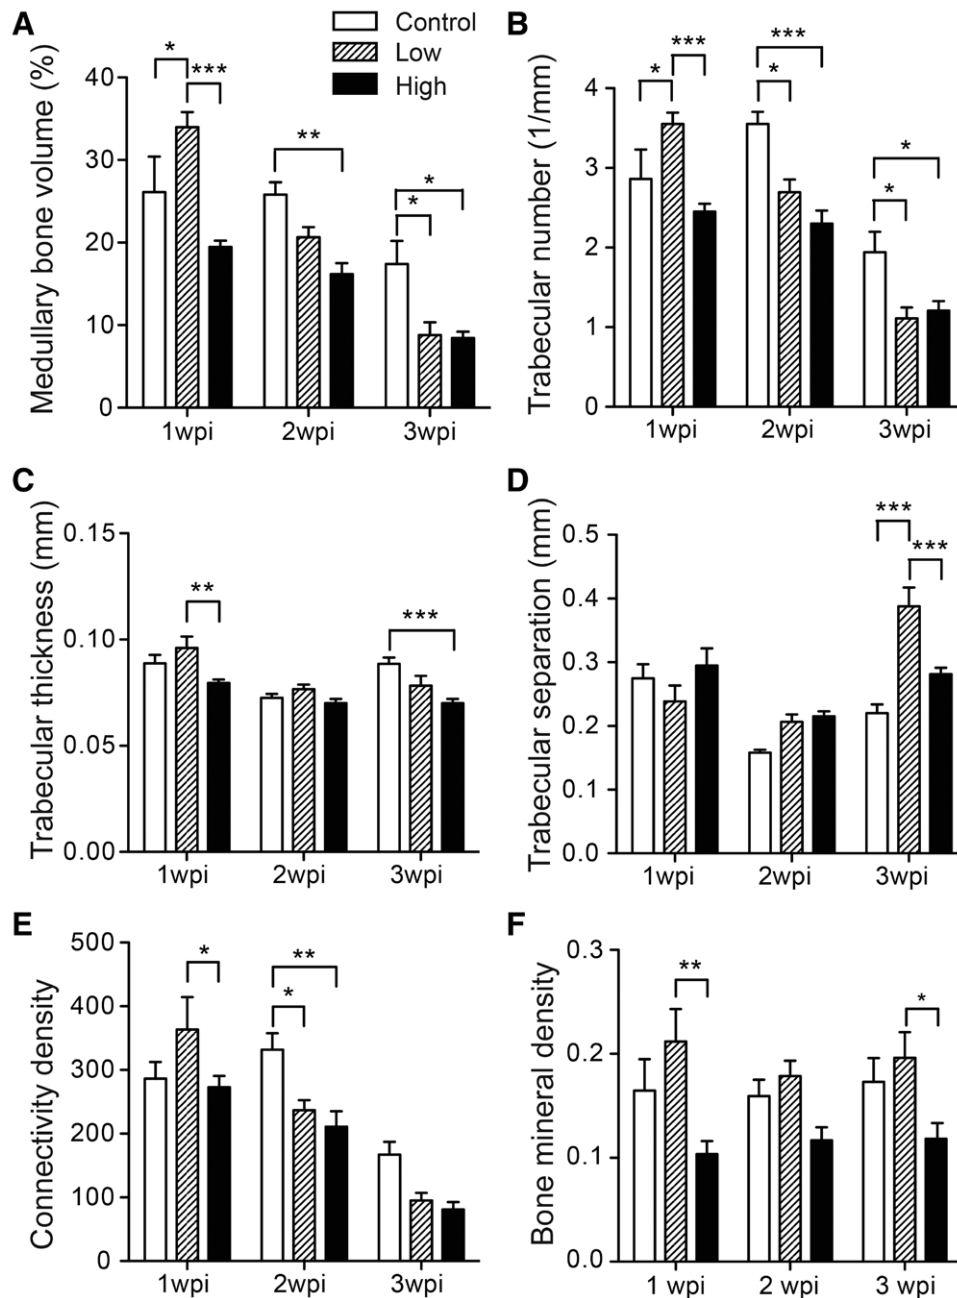 A
Medullary bone volume (%)
40
30
20
10
0
* ***
**
*
*
1wpi 2wpi 3wpi
Control
Low
High
B
Trabecular number (1/mm)
4
3
2
1
0
* ***
***
*
*
*
1wpi 2wpi 3wpi
C
Trabecular thickness (mm)
0.15
0.10
0.05
0.00
**
***
1wpi 2wpi 3wpi
D
Trabecular separation (mm)
0.5
0.4
0.3
0.2
0.1
0.0
***
***
1wpi 2wpi 3wpi
E
Connectivity density
500
400
300
200
100
0
*
**
*
1wpi 2wpi 3wpi
F
Bone mineral density
0.3
0.2
0.1
0.0
**
*
1 wpi 2 wpi 3 wpi